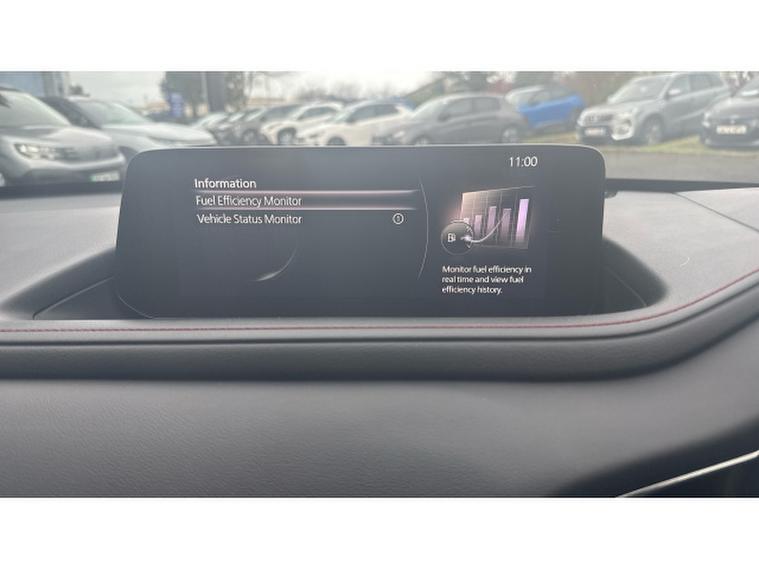 11:00
Information
Fuel Efficiency Monitor
Vehicle Status Monitor
Monitor fuel efficiency in
real time and view fuel
efficiency history.